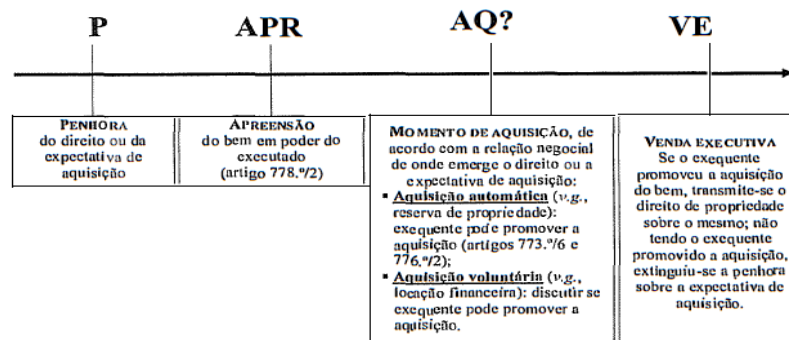 P
APR
AQ?
VE
PENHORA
do direito ou da
expectativa de
aquisição
APREENSÃO
do bem em poder do
executado
(artigo 778.º/2)
MOMENTO DE AQUISIÇÃO, de
acordo com a relação negocial
de onde emerge o direito ou a
expectativa de aquisição:
▪ Aquisição automática (v.g.,
reserva de propriedade):
exequente pode promover a
aquisição (artigos 773.º/6 e
776.º/2);
▪ Aquisição voluntária (v.g.,
locação financeira): discutir se
exequente pode promover a
aquisição.
VENDA EXECUTIVA
Se o exequente
promoveu a aquisição
do bem, transmite-se o
direito de propriedade
sobre o mesmo; não
tendo o exequente
promovido a aquisição,
extinguiu-se a penhora
sobre a expectativa de
aquisição.